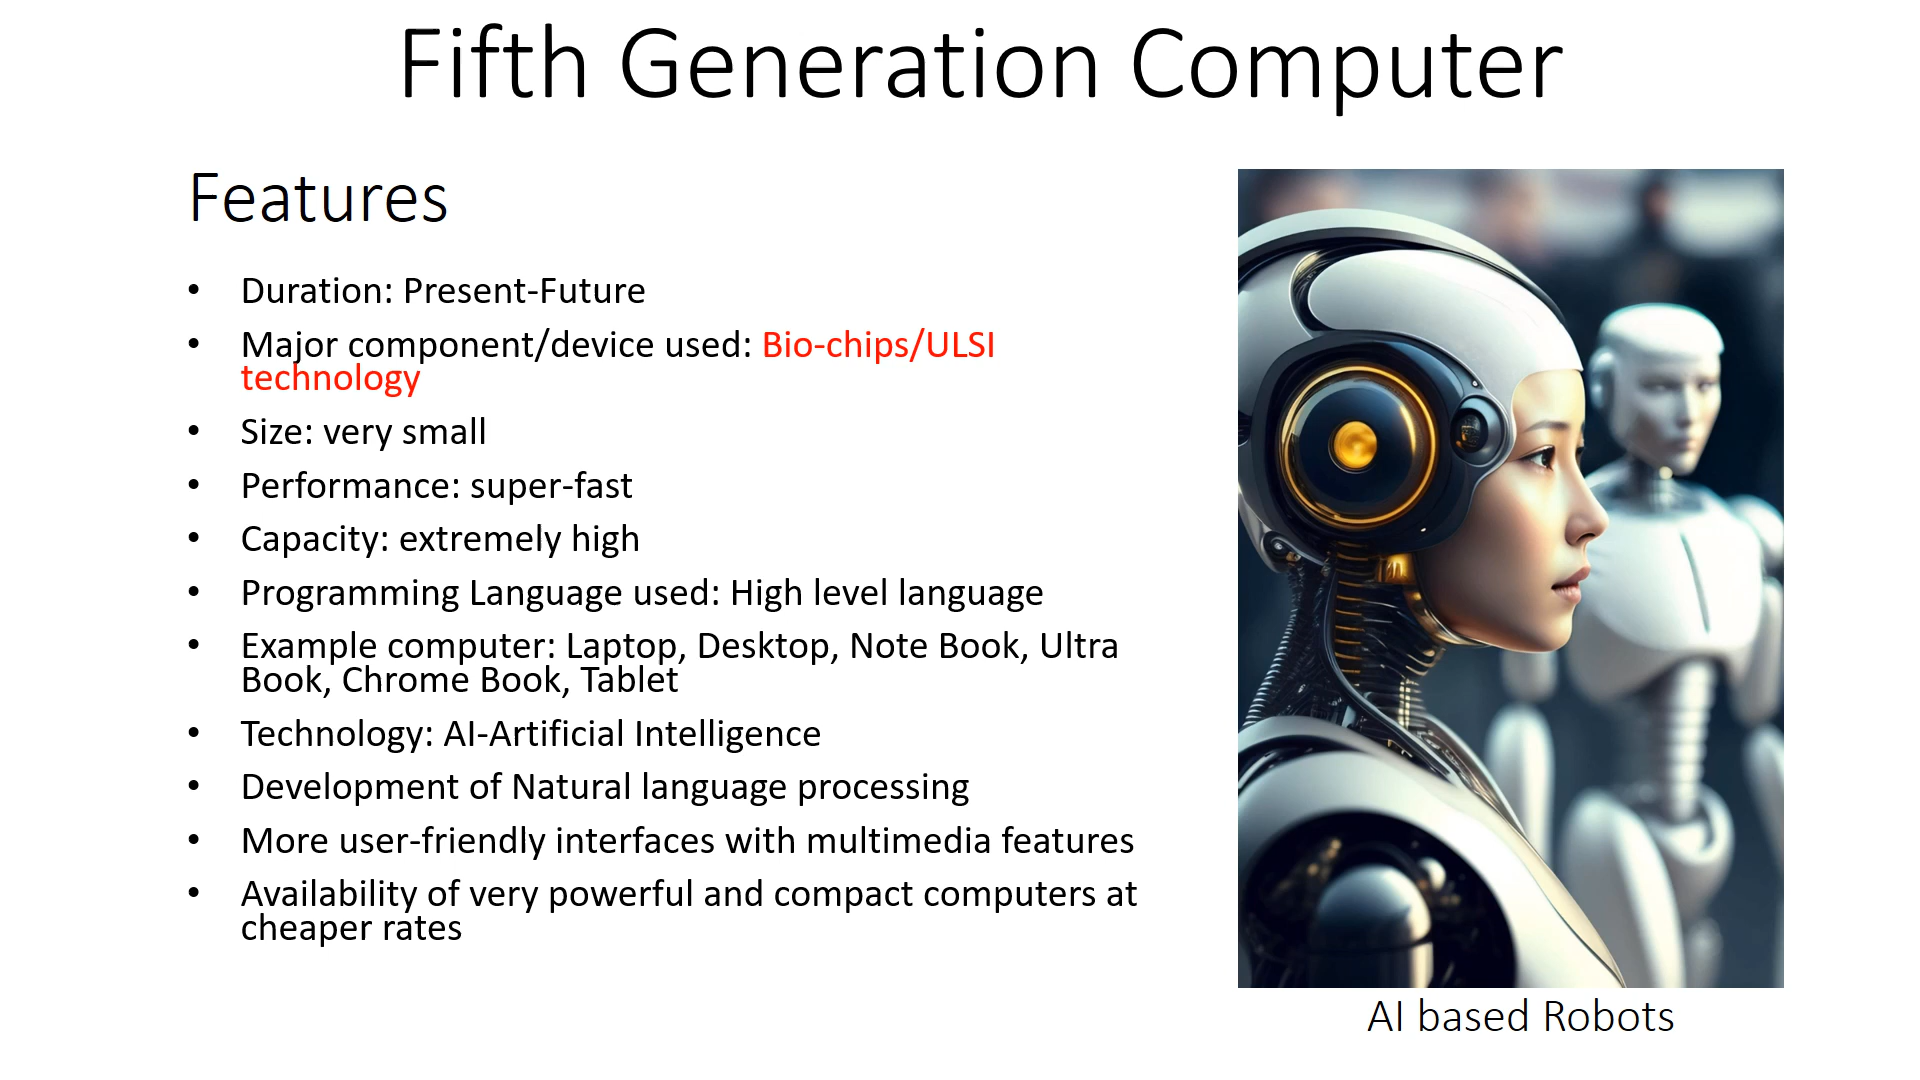 Fifth Generation Computer
Features
• Duration: Present-Future
• Major component/device used: Bio-chips/ULSI
technology
• Size: very small
• Performance: super-fast
• Capacity: extremely high
• Programming Language used: High level language
• Example computer: Laptop, Desktop, Note Book, Ultra
Book, Chrome Book, Tablet
• Technology: AI-Artificial Intelligence
• Development of Natural language processing
• More user-friendly interfaces with multimedia features
• Availability of very powerful and compact computers at
cheaper rates
AI based Robots